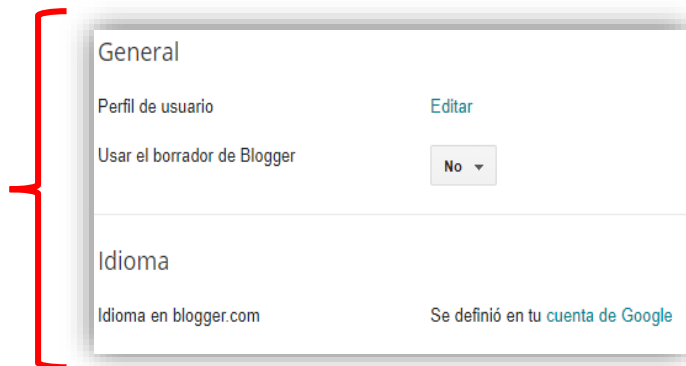 General
Perfil de usuario Editar
Usar el borrador de Blogger No
Idioma
Idioma en blogger.com Se definió en tu cuenta de Google